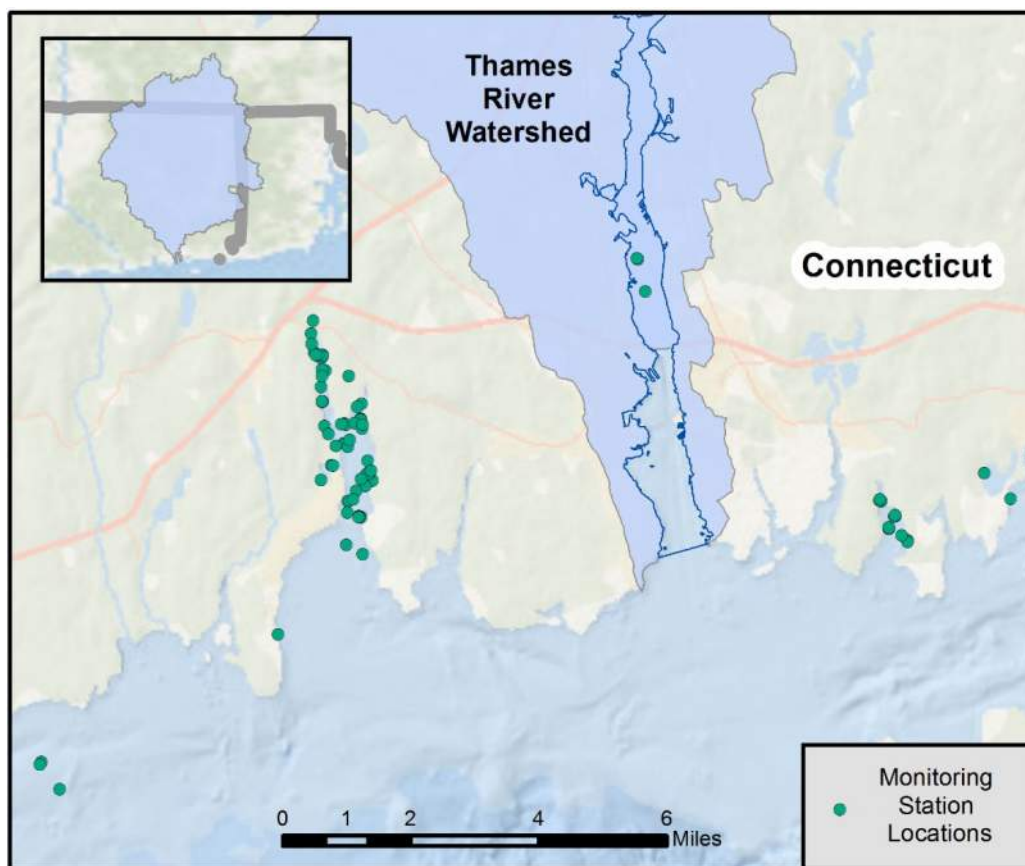 Thames
River
Watershed
Connecticut
Monitoring
Station
Locations
0 1 2 4 6
Miles